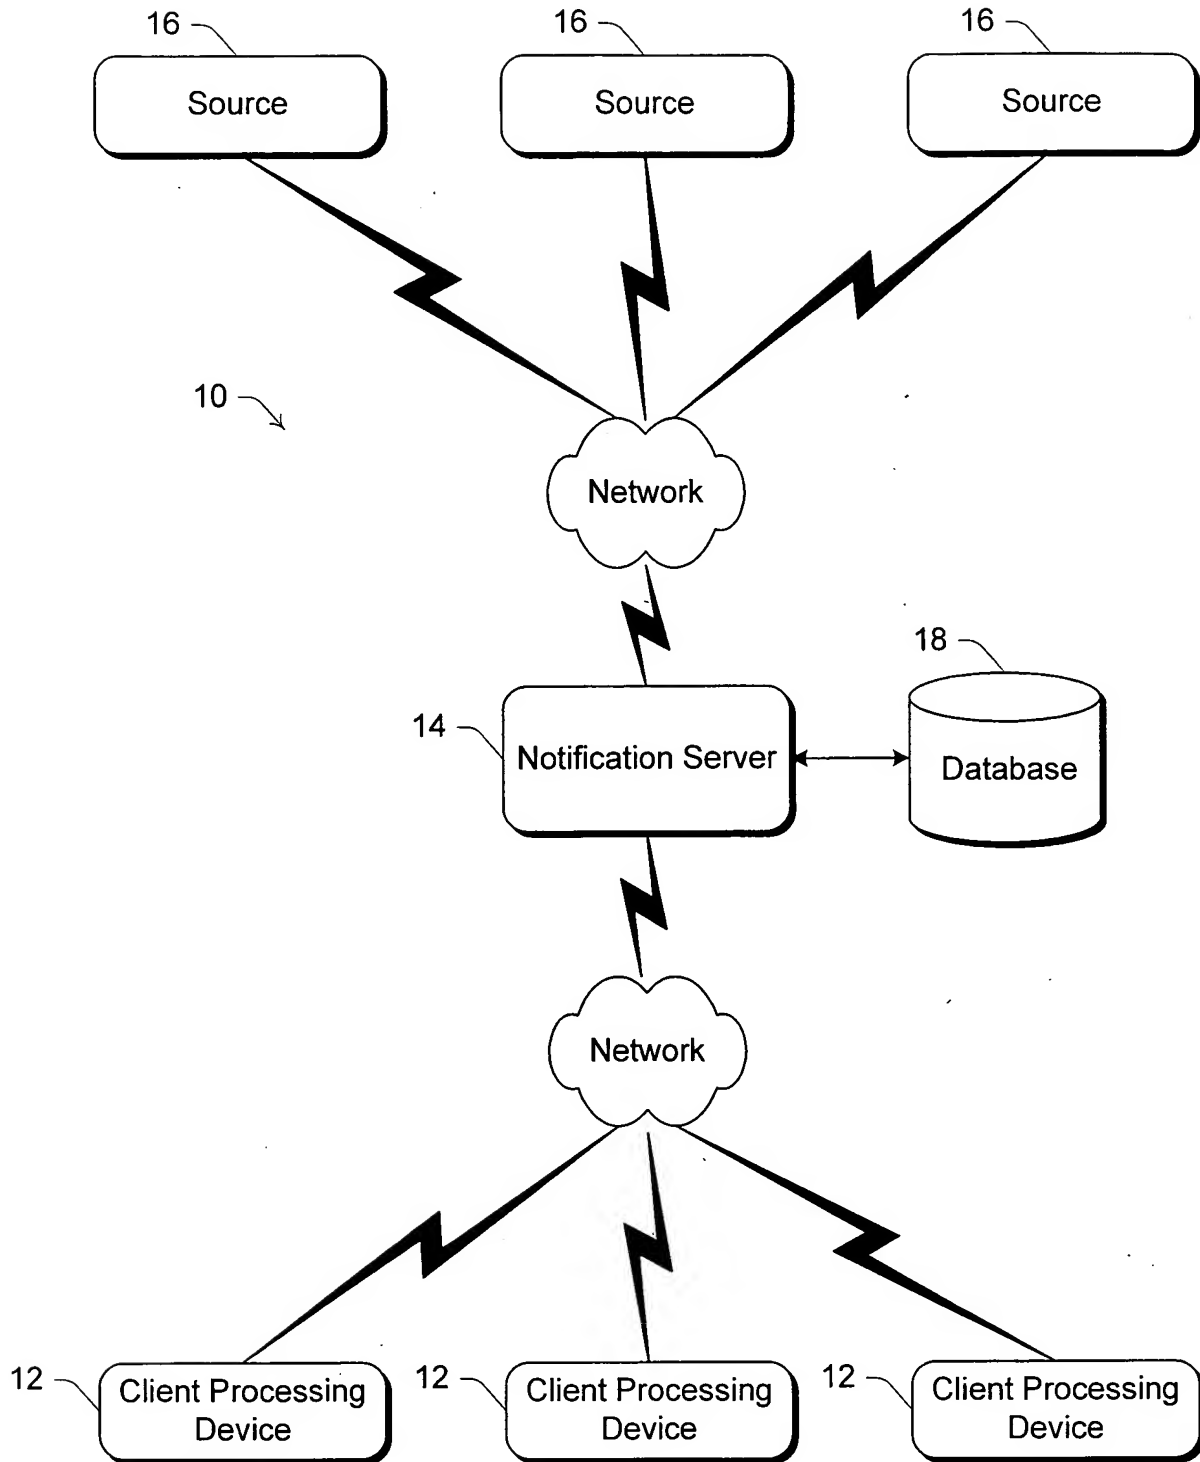 16
16
16
Source
Source
Source
10
Network
18
14
Notification Server
Database
Network
12
12
12
Client Processing
Device
Client Processing
Device
Client Processing
Device